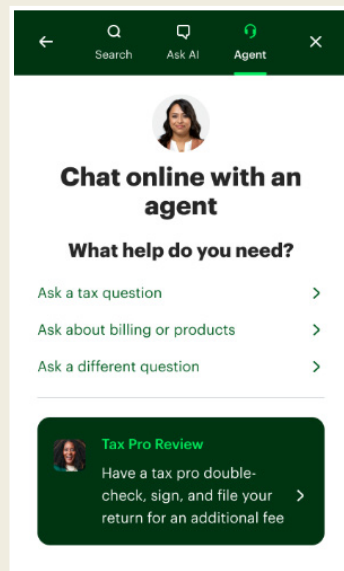 Search
Ask AI
Agent
Chat online with an
agent
What help do you need?
Ask a tax question
Ask about billing or products
Ask a different question
Tax Pro Review
Have a tax pro double-
check, sign, and file your
return for an additional fee